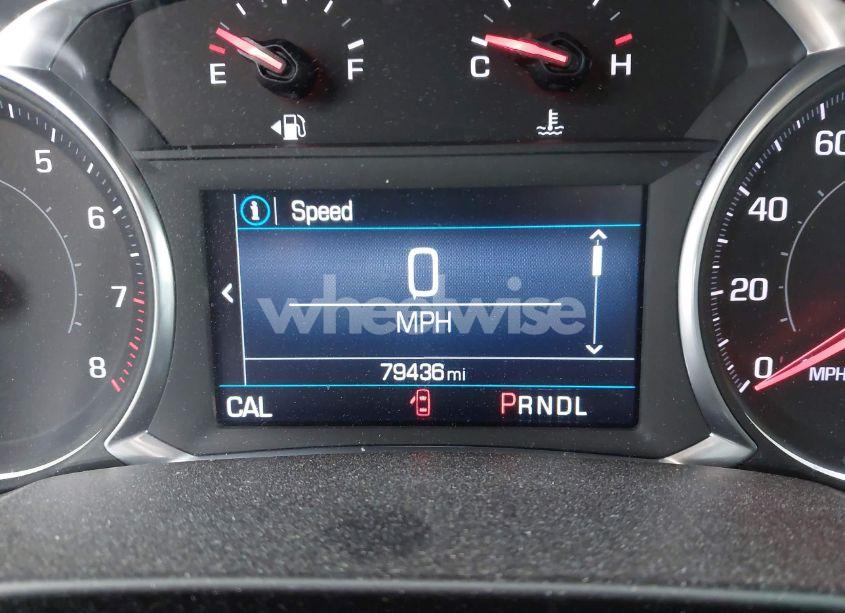 E F
C H
5
6
7
8
60
40
20
0
MPH
Speed
0
MPH
wheelwise
79436 mi
CAL
PRNDL